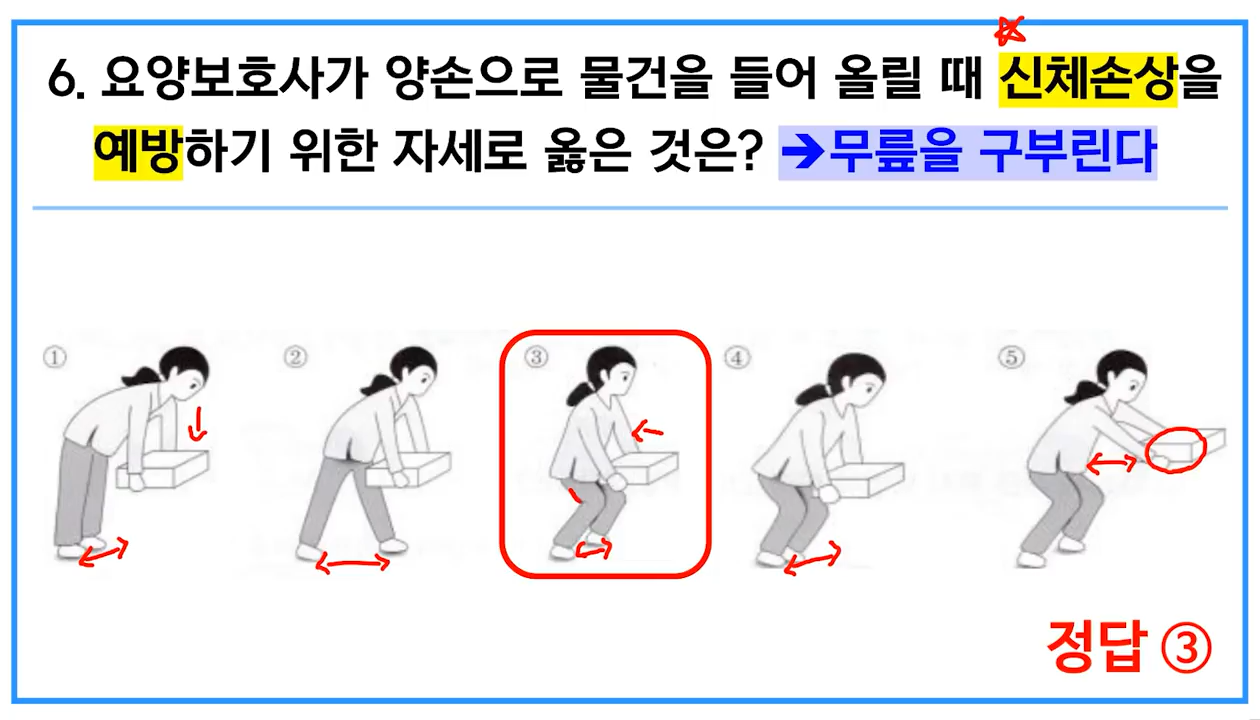 6. 요양보호사가 양손으로 물건을 들어 올릴 때 신체손상을
예방하기 위한 자세로 옳은 것은? ➔무릎을 구부린다
① ② ③ ④ ⑤
정답 ③